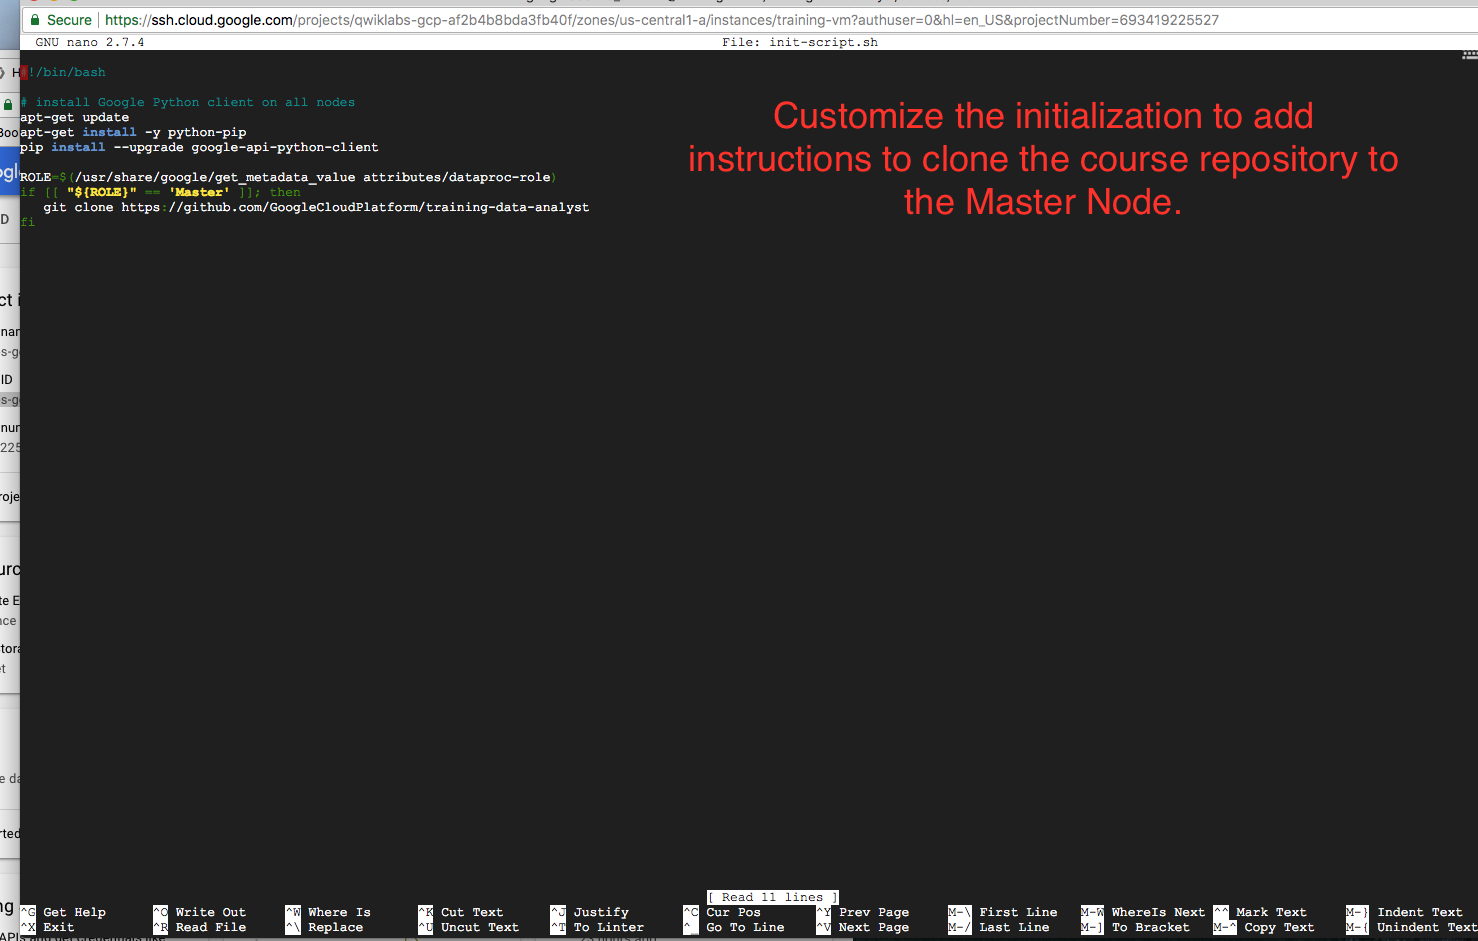 Secure https://ssh.cloud.google.com/projects/qwiklabs-gcp-af2b4b8bda3fb40f/zones/us-central1-a/instances/training-vm?authuser=0&hl=en_US&projectNumber=693419225527
GNU nano 2.7.4 File: init-script.sh
#!/bin/bash
# install Google Python client on all nodes
apt-get update
apt-get install -y python-pip
pip install --upgrade google-api-python-client
ROLE=$(/usr/share/google/get_metadata_value attributes/dataproc-role)
if [[ "${ROLE}" == 'Master' ]]; then
git clone https://github.com/GoogleCloudPlatform/training-data-analyst
fi
Customize the initialization to add
instructions to clone the course repository to
the Master Node.
[ Read 11 lines ]
^G Get Help ^O Write Out ^W Where Is ^K Cut Text ^J Justify ^C Cur Pos ^Y Prev Page M-\ First Line M-W WhereIs Next ^^ Mark Text M-} Indent Text
^X Exit ^R Read File ^\ Replace ^U Uncut Text ^T To Linter ^_ Go To Line ^V Next Page M-/ Last Line M-] To Bracket M-^ Copy Text M-{ Unindent Text